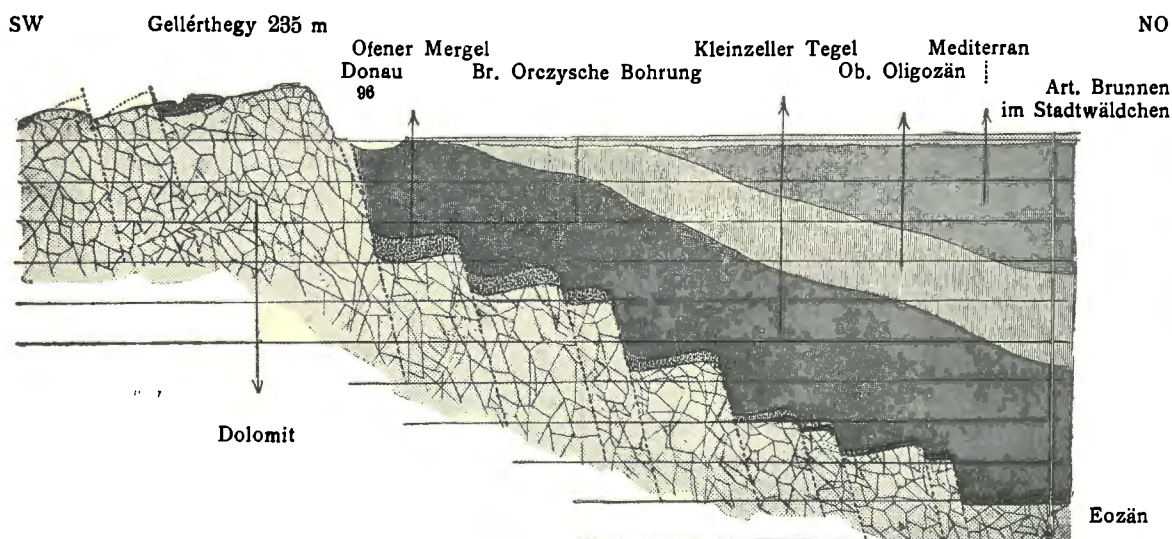 SW
Gellérthegy 235 m
NO
Ofener Mergel
Kleinzeller Tegel
Mediterran
Donau
Br. Orczysche Bohrung
Ob. Oligozän
96
Art. Brunnen
im Stadtwäldchen
Dolomit
Eozän